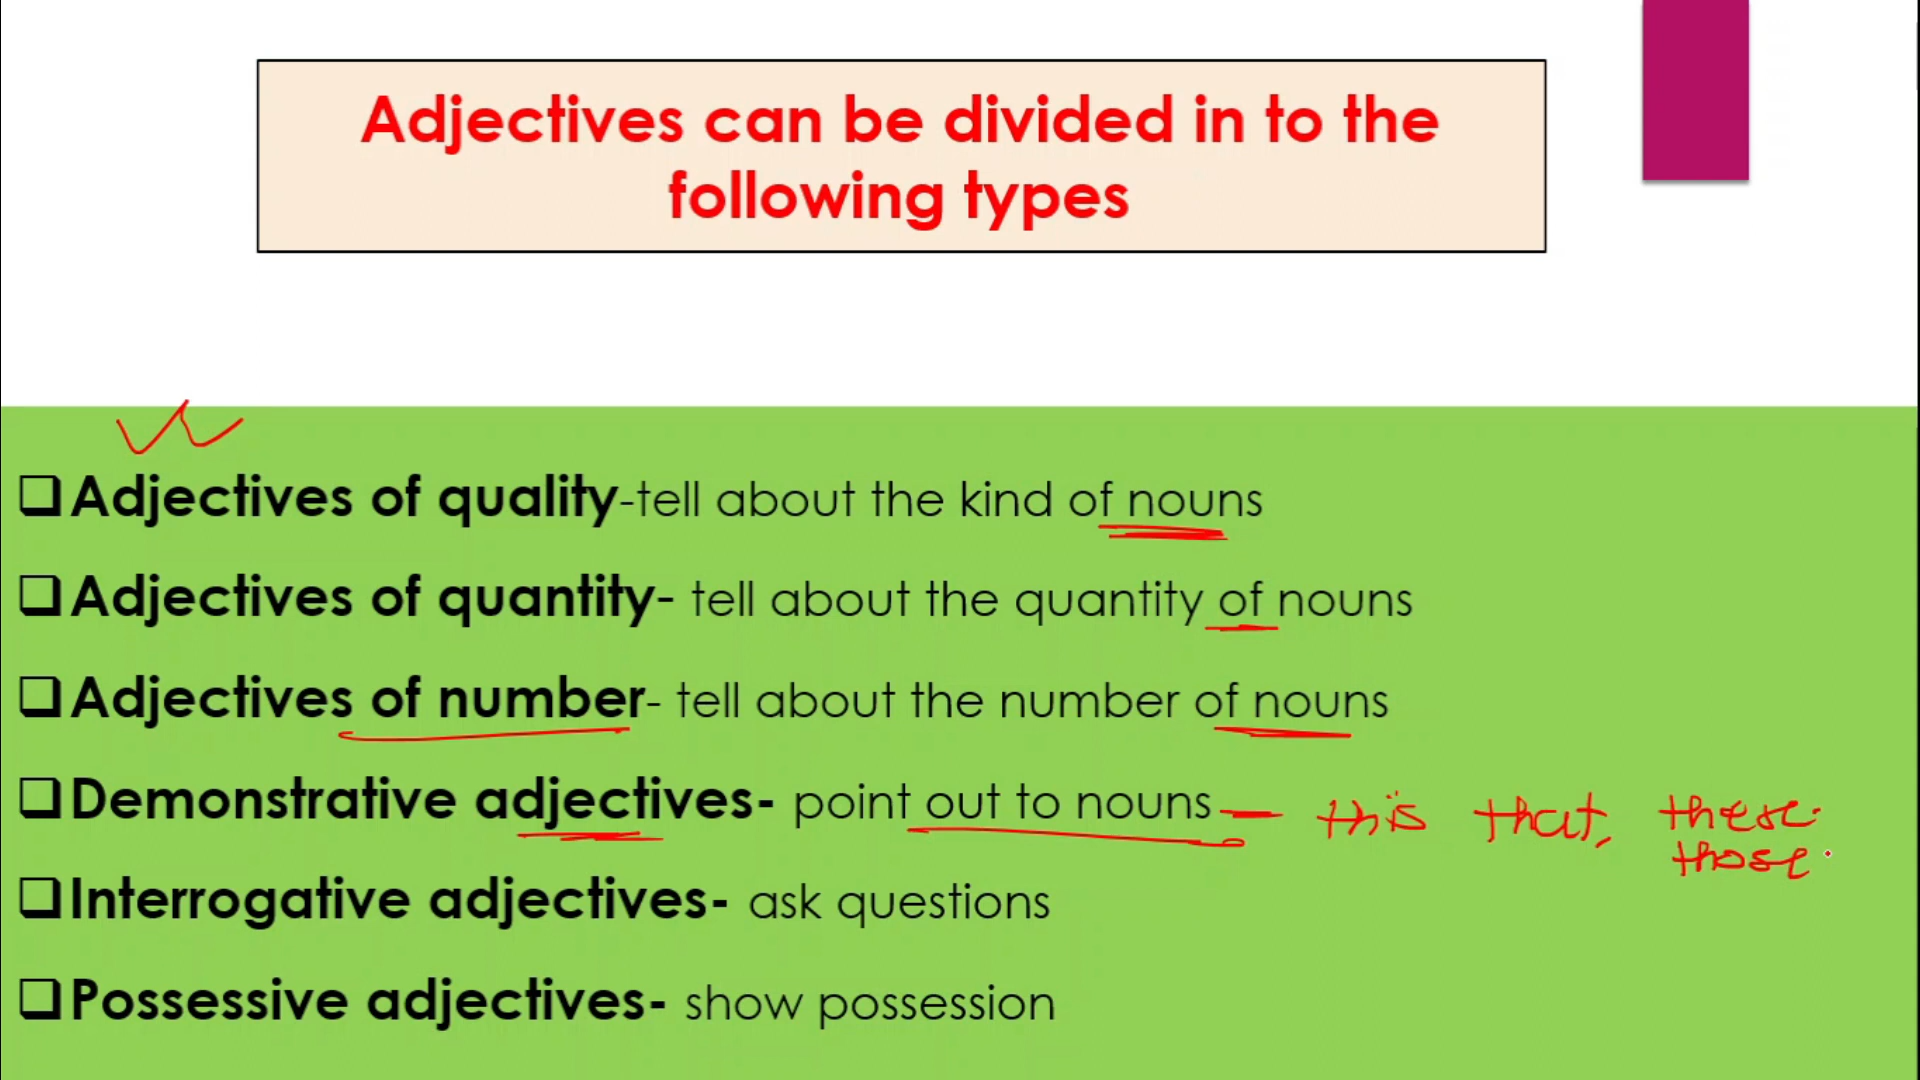 Adjectives can be divided in to the
following types
Adjectives of quality-tell about the kind of nouns
Adjectives of quantity- tell about the quantity of nouns
Adjectives of number- tell about the number of nouns
Demonstrative adjectives- point out to nouns — this that, these.
those.
Interrogative adjectives- ask questions
Possessive adjectives- show possession